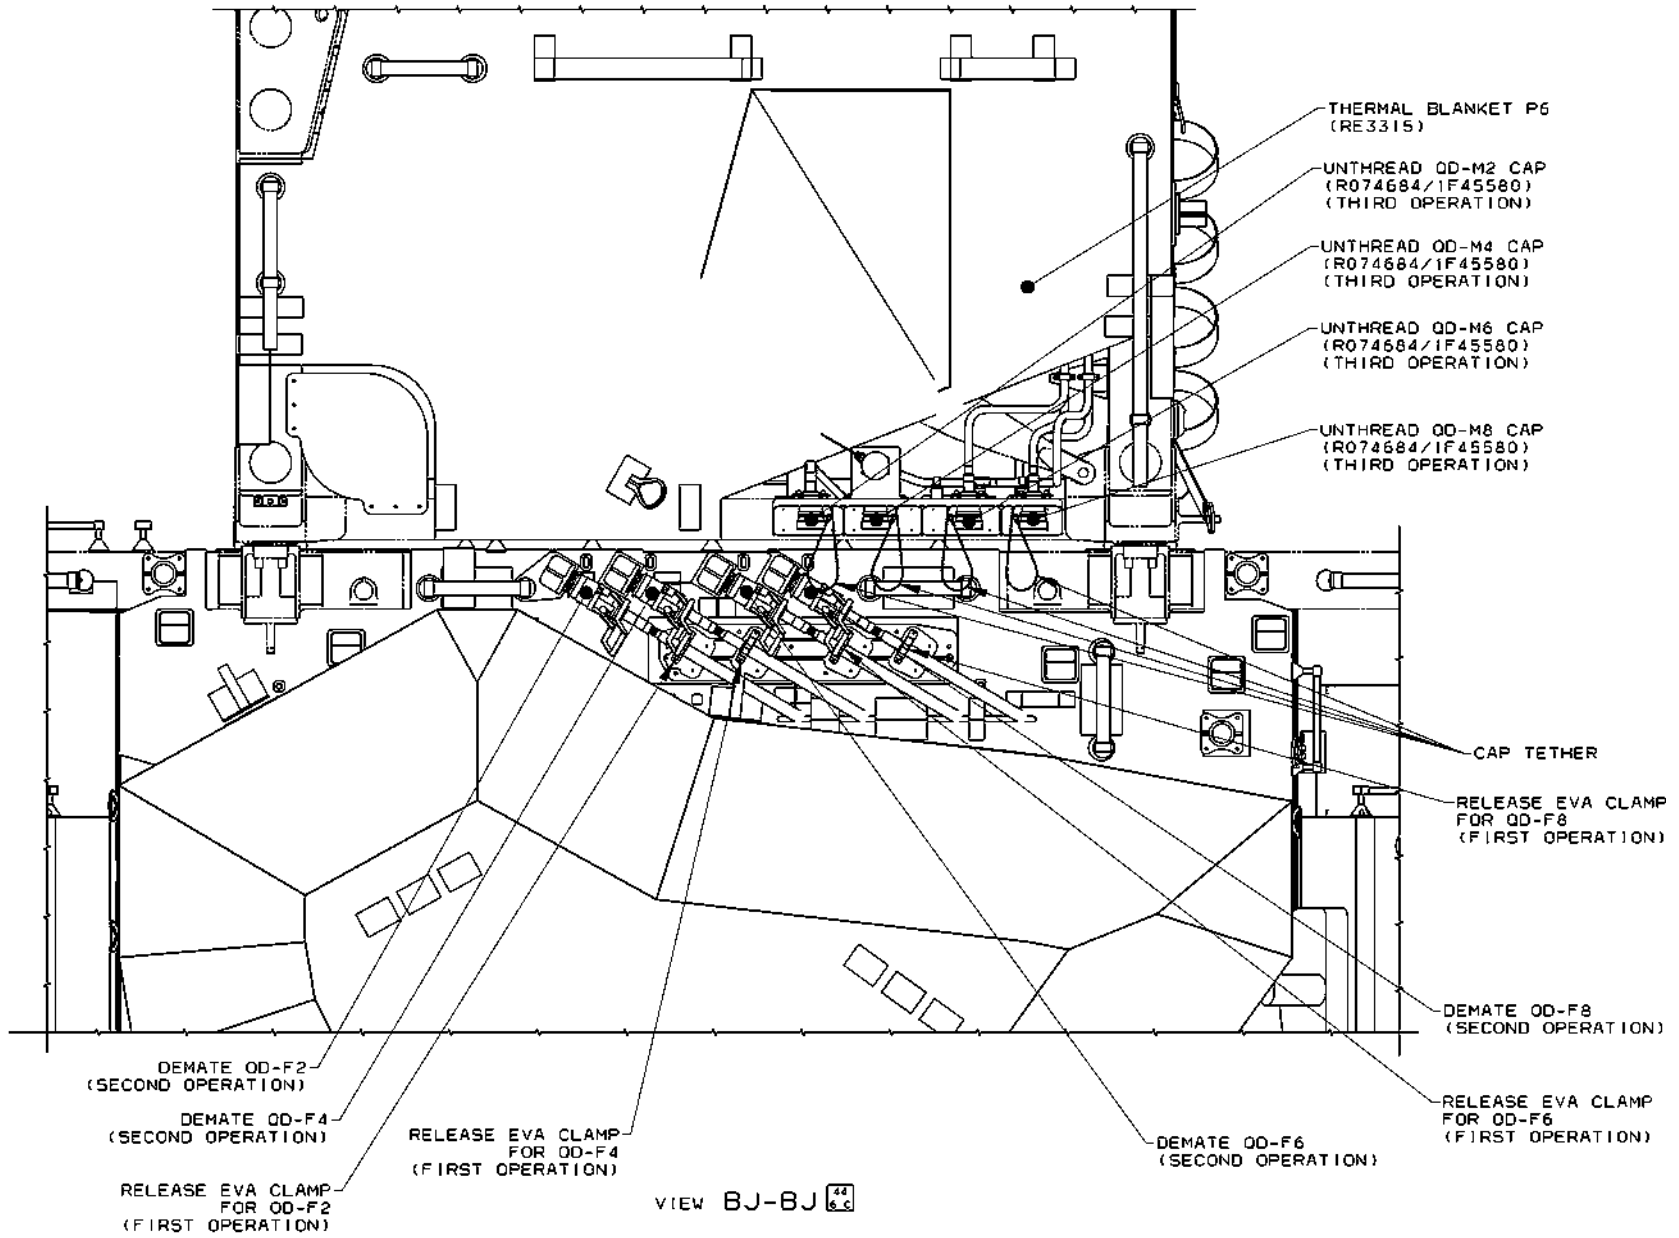 THERMAL BLANKET P6
(RE3315)
UNTHREAD QD-M2 CAP
(R074684/1F45580)
(THIRD OPERATION)
UNTHREAD QD-M4 CAP
(R074684/1F45580)
(THIRD OPERATION)
UNTHREAD QD-M6 CAP
(R074684/1F45580)
(THIRD OPERATION)
UNTHREAD QD-M8 CAP
(R074684/1F45580)
(THIRD OPERATION)
CAP TETHER
RELEASE EVA CLAMP
FOR QD-F8
(FIRST OPERATION)
DEMATE QD-F8
(SECOND OPERATION)
RELEASE EVA CLAMP
FOR QD-F6
(FIRST OPERATION)
DEMATE QD-F6
(SECOND OPERATION)
DEMATE QD-F2
(SECOND OPERATION)
DEMATE QD-F4
(SECOND OPERATION)
RELEASE EVA CLAMP
FOR QD-F4
(FIRST OPERATION)
RELEASE EVA CLAMP
FOR QD-F2
(FIRST OPERATION)
VIEW BJ-BJ 44
6 C